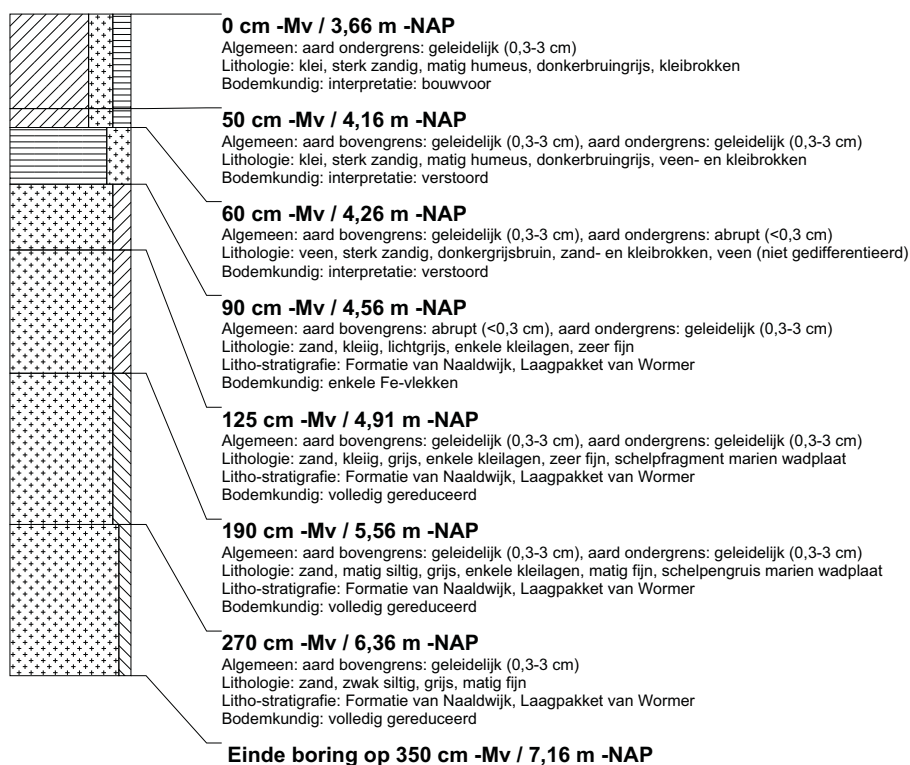 0 cm -Mv / 3,66 m -NAP
Algemeen: aard ondergrens: geleidelijk (0,3-3 cm)
Lithologie: klei, sterk zandig, matig humeus, donkerbruingrijs, kleibrokken
Bodemkundig: interpretatie: bouwvoor
50 cm -Mv / 4,16 m -NAP
Algemeen: aard bovengrens: geleidelijk (0,3-3 cm), aard ondergrens: geleidelijk (0,3-3 cm)
Lithologie: klei, sterk zandig, matig humeus, donkerbruingrijs, veen- en kleibrokken
Bodemkundig: interpretatie: verstoord
60 cm -Mv / 4,26 m -NAP
Algemeen: aard bovengrens: geleidelijk (0,3-3 cm), aard ondergrens: abrupt (<0,3 cm)
Lithologie: veen, sterk zandig, donkergrijsbruin, zand- en kleibrokken, veen (niet gedifferentieerd)
Bodemkundig: interpretatie: verstoord
90 cm -Mv / 4,56 m -NAP
Algemeen: aard bovengrens: abrupt (<0,3 cm), aard ondergrens: geleidelijk (0,3-3 cm)
Lithologie: zand, kleiig, lichtgrijs, enkele kleilagen, zeer fijn
Litho-stratigrafie: Formatie van Naaldwijk, Laagpakket van Wormer
Bodemkundig: enkele Fe-vlekken
125 cm -Mv / 4,91 m -NAP
Algemeen: aard bovengrens: geleidelijk (0,3-3 cm), aard ondergrens: geleidelijk (0,3-3 cm)
Lithologie: zand, kleiig, grijs, enkele kleilagen, zeer fijn, schelpfragment marien wadplaat
Litho-stratigrafie: Formatie van Naaldwijk, Laagpakket van Wormer
Bodemkundig: volledig gereduceerd
190 cm -Mv / 5,56 m -NAP
Algemeen: aard bovengrens: geleidelijk (0,3-3 cm), aard ondergrens: geleidelijk (0,3-3 cm)
Lithologie: zand, matig siltig, grijs, enkele kleilagen, matig fijn, schelpengruis marien wadplaat
Litho-stratigrafie: Formatie van Naaldwijk, Laagpakket van Wormer
Bodemkundig: volledig gereduceerd
270 cm -Mv / 6,36 m -NAP
Algemeen: aard bovengrens: geleidelijk (0,3-3 cm)
Lithologie: zand, zwak siltig, grijs, matig fijn
Litho-stratigrafie: Formatie van Naaldwijk, Laagpakket van Wormer
Bodemkundig: volledig gereduceerd
Einde boring op 350 cm -Mv / 7,16 m -NAP